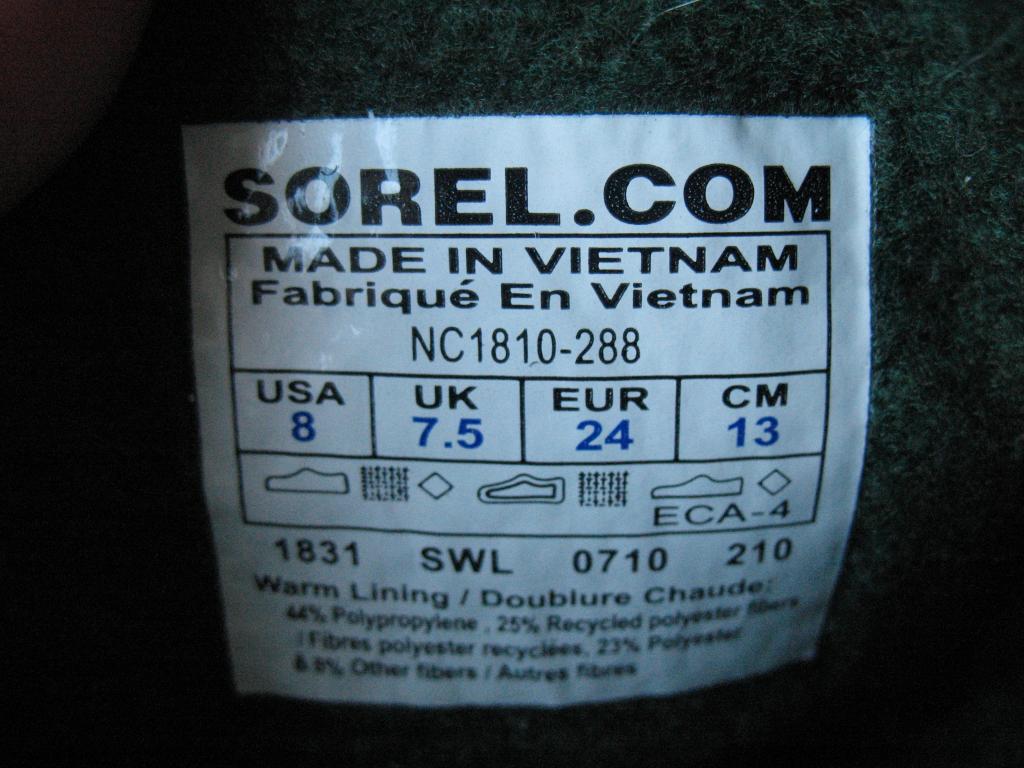 SOREL.COM
MADE IN VIETNAM
Fabriqué En Vietnam
NC1810-288
USA UK EUR CM
8 7.5 24 13
ECA-4
1831 SWL 0710 210
Warm Lining / Doublure Chaude:
44% Polypropylene , 25% Recycled polyester fibers
/ Fibres polyester recyclées, 23% Polyester
& 8% Other fibers / Autres fibres